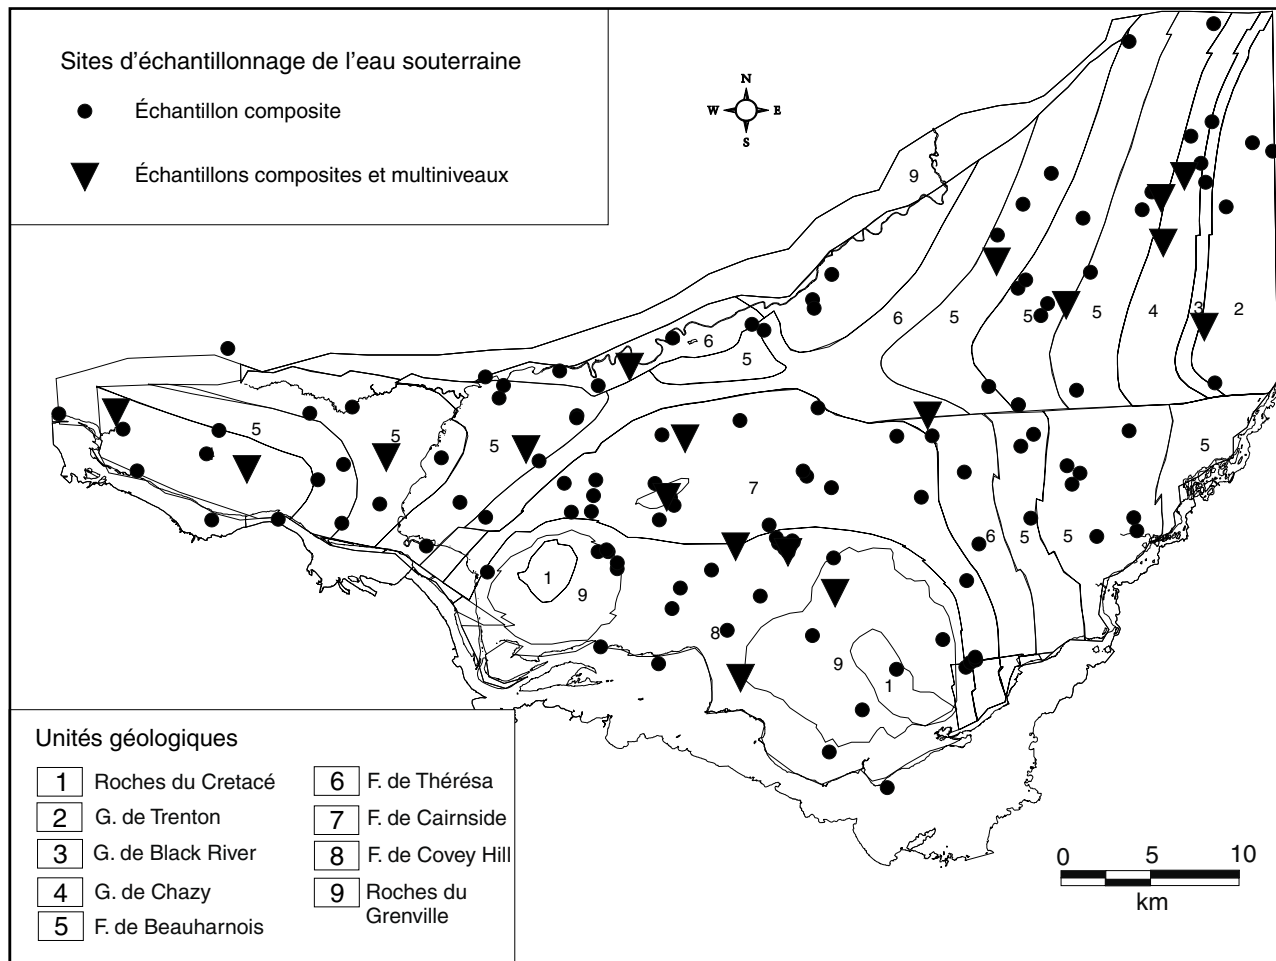 Sites d'échantillonnage de l'eau souterraine
Échantillon composite
Échantillons composites et multiniveaux
N
W E
S
9
6
5
5
5
4
3
2
6
5
5
5
5
5
7
6
5
5
1
9
8
9
1
Unités géologiques
1 Roches du Cretacé
2 G. de Trenton
3 G. de Black River
4 G. de Chazy
5 F. de Beauharnois
6 F. de Thérésa
7 F. de Cairnside
8 F. de Covey Hill
9 Roches du
Grenville
0 5 10
km